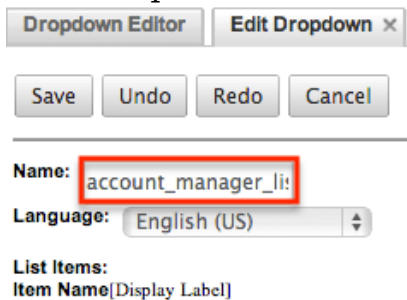 Dropdown Editor Edit Dropdown ×
Save Undo Redo Cancel
Name: account_manager_lis
Language: English (US)
List Items:
Item Name[Display Label]